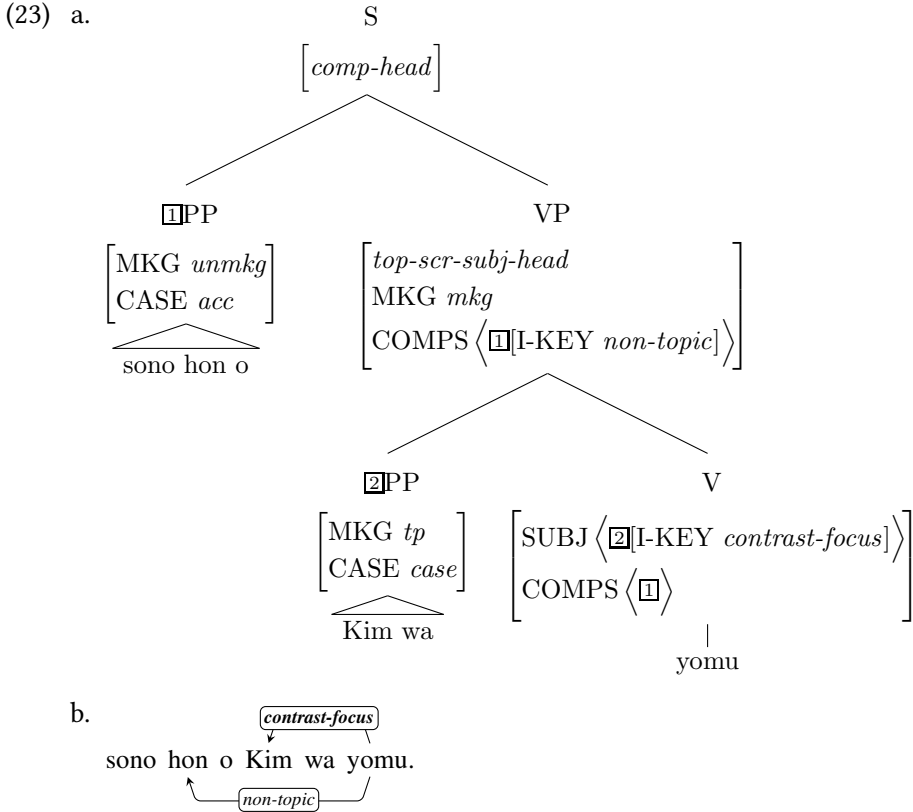 (23) a.
S
[comp-head]
1PP VP
[MKG unmkg
CASE acc]
[top-scr-subj-head
MKG mkg
COMPS ⟨1[I-KEY non-topic]⟩]
sono hon o
2PP V
[MKG tp
CASE case]
[SUBJ ⟨2[I-KEY contrast-focus]⟩
COMPS ⟨1⟩]
Kim wa
yomu
b.
contrast-focus
sono hon o Kim wa yomu.
non-topic